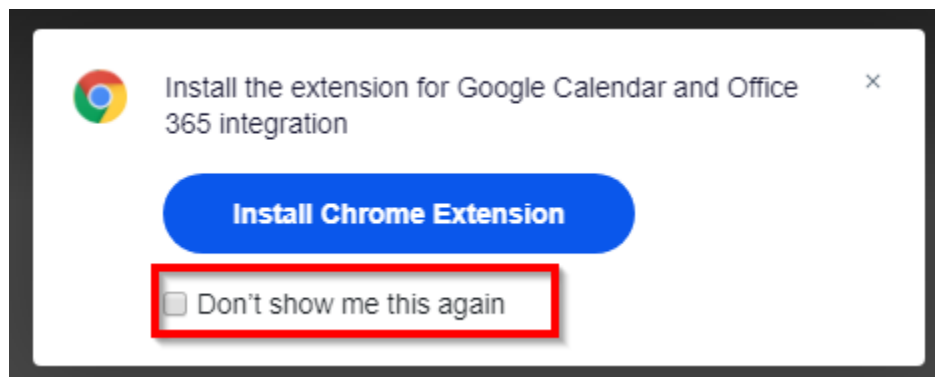 Install the extension for Google Calendar and Office
365 integration
Install Chrome Extension
Don't show me this again